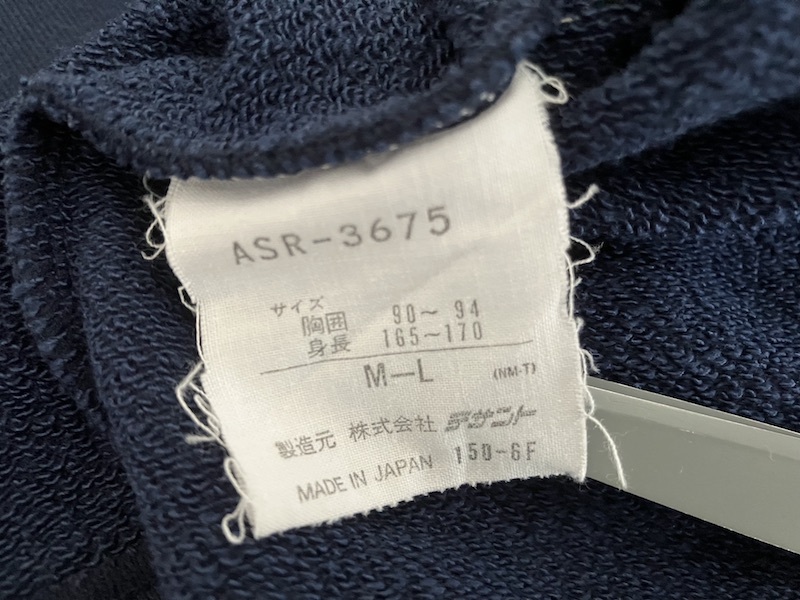 ASR-3675
サイズ
胸囲 90～94
身長 165～170
M—L (NM-T)
製造元 株式会社 デサント
MADE IN JAPAN 150-6F